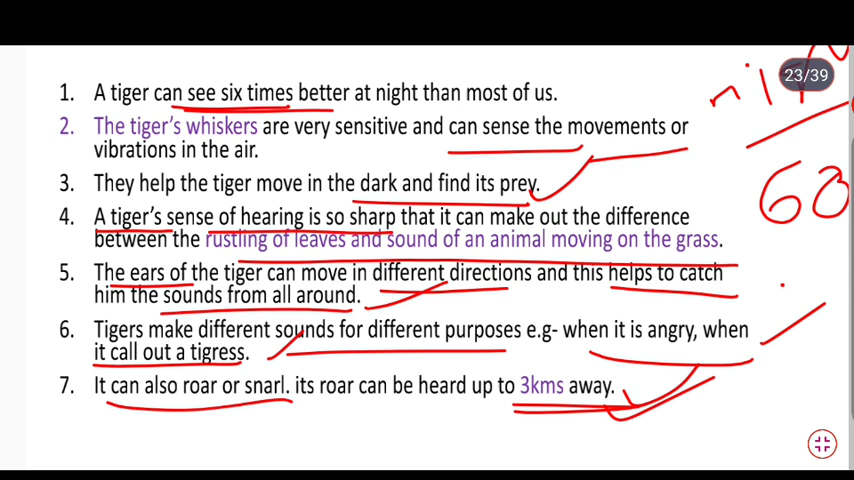 23/39
1. A tiger can see six times better at night than most of us.
2. The tiger's whiskers are very sensitive and can sense the movements or
vibrations in the air.
3. They help the tiger move in the dark and find its prey.
4. A tiger's sense of hearing is so sharp that it can make out the difference
between the rustling of leaves and sound of an animal moving on the grass.
5. The ears of the tiger can move in different directions and this helps to catch
him the sounds from all around.
6. Tigers make different sounds for different purposes e.g- when it is angry, when
it call out a tigress.
7. It can also roar or snarl. its roar can be heard up to 3kms away.